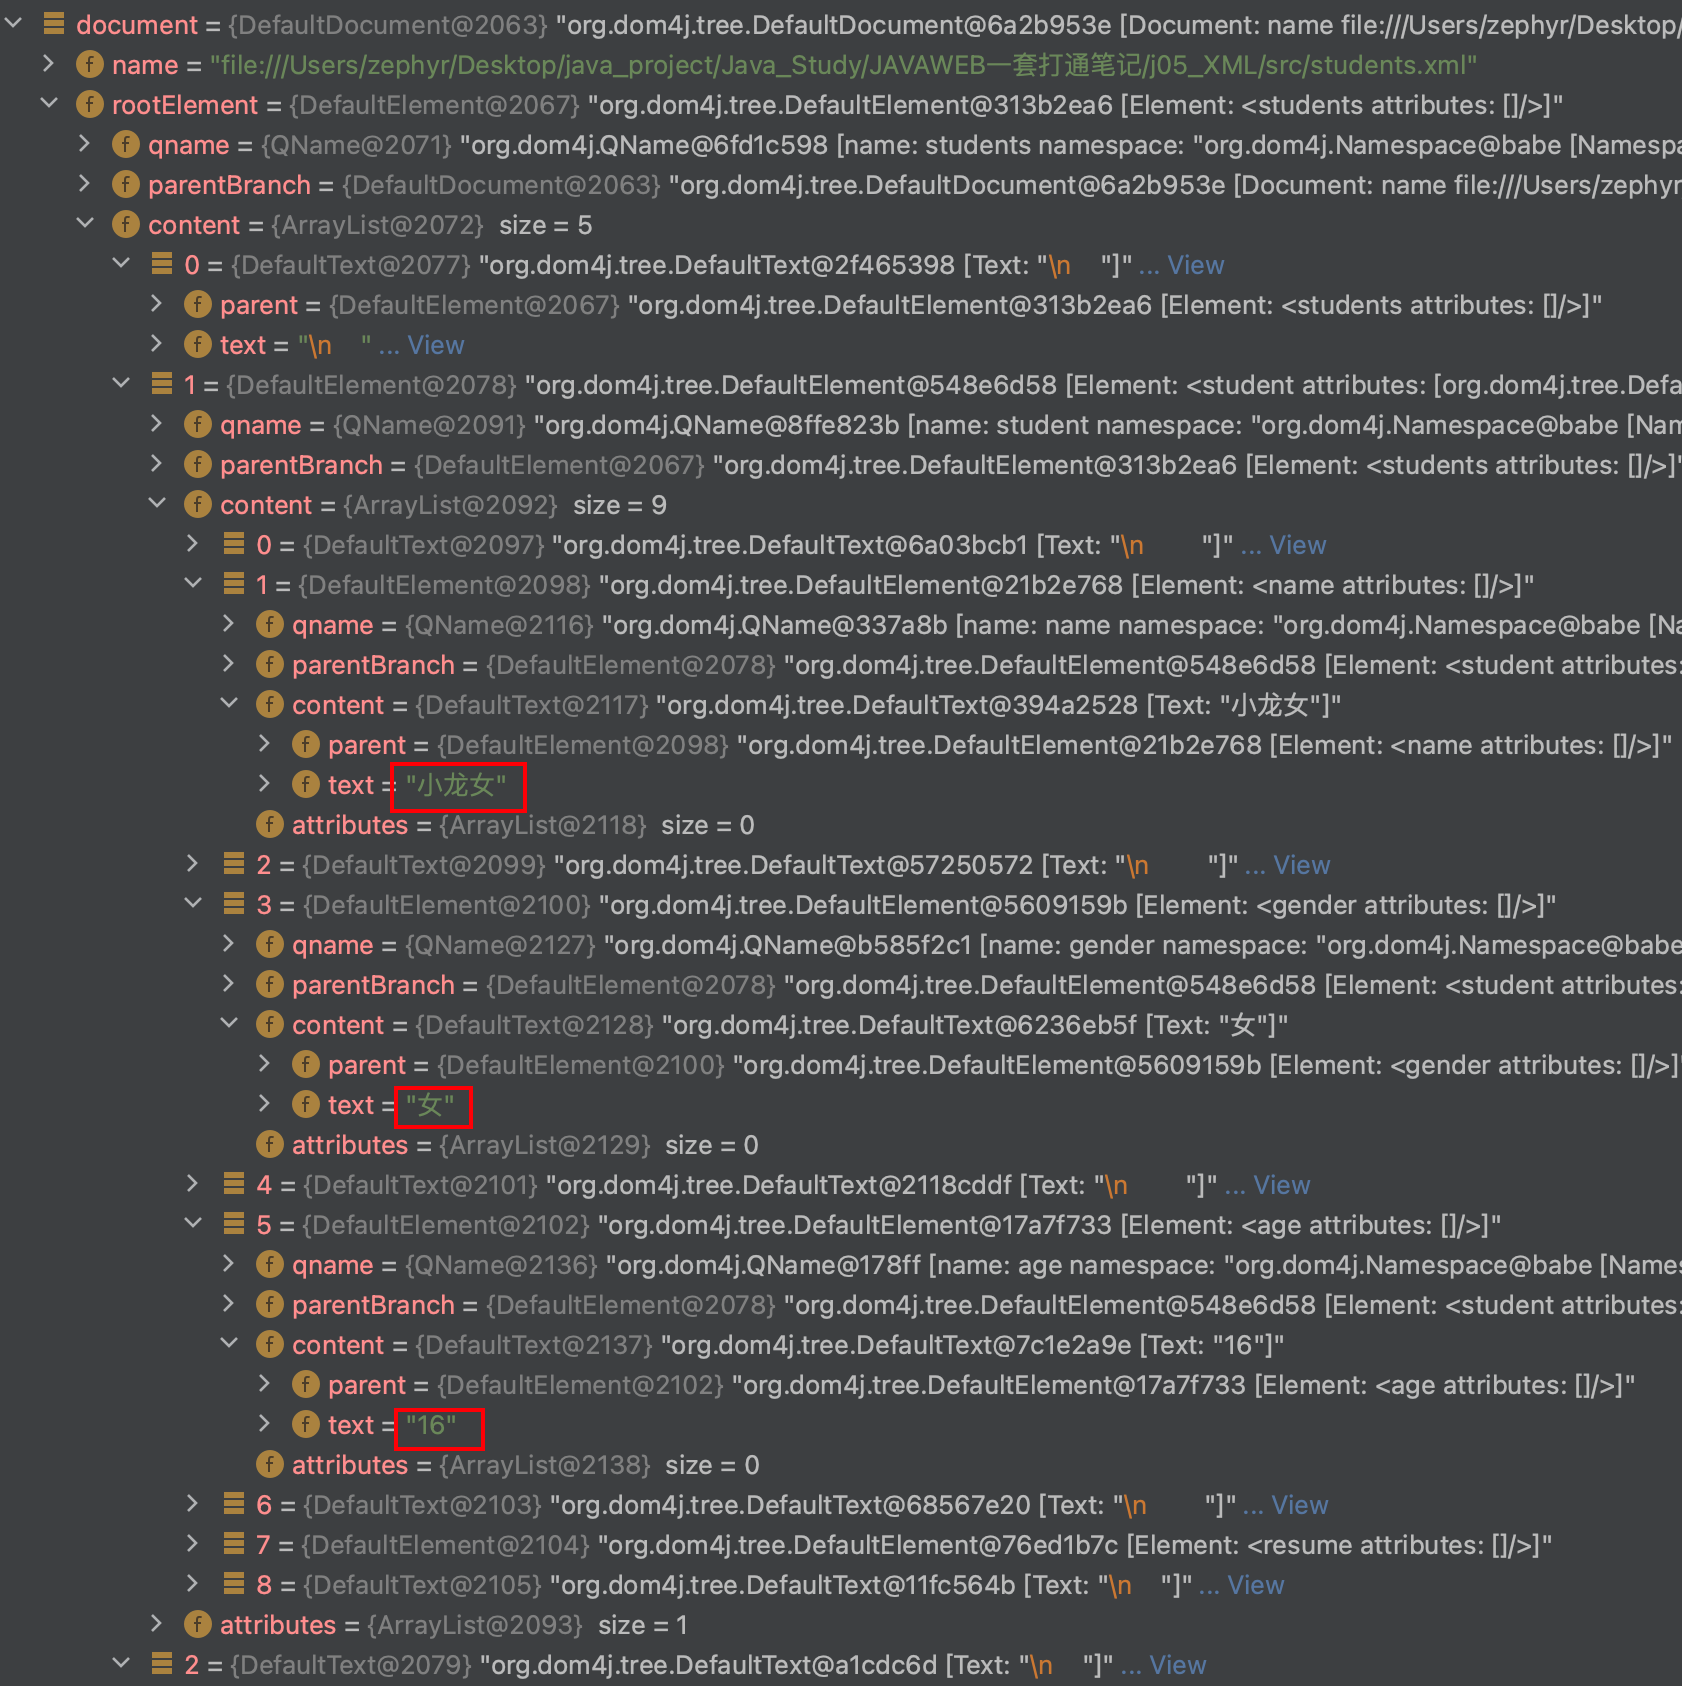 document = {DefaultDocument@2063} "org.dom4j.tree.DefaultDocument@6a2b953e [Document: name file:///Users/zephyr/Desktop/
name = "file:///Users/zephyr/Desktop/java_project/Java_Study/JAVAWEB一套打通笔记/j05_XML/src/students.xml"
rootElement = {DefaultElement@2067} "org.dom4j.tree.DefaultElement@313b2ea6 [Element: <students attributes: []/>]"
qname = {QName@2071} "org.dom4j.QName@6fd1c598 [name: students namespace: "org.dom4j.Namespace@babe [Namespa
parentBranch = {DefaultDocument@2063} "org.dom4j.tree.DefaultDocument@6a2b953e [Document: name file:///Users/zephyr
content = {ArrayList@2072} size = 5
0 = {DefaultText@2077} "org.dom4j.tree.DefaultText@2f465398 [Text: "\n    "]" ... View
parent = {DefaultElement@2067} "org.dom4j.tree.DefaultElement@313b2ea6 [Element: <students attributes: []/>]"
text = "\n    " ... View
1 = {DefaultElement@2078} "org.dom4j.tree.DefaultElement@548e6d58 [Element: <student attributes: [org.dom4j.tree.Defa
qname = {QName@2091} "org.dom4j.QName@8ffe823b [name: student namespace: "org.dom4j.Namespace@babe [Nam
parentBranch = {DefaultElement@2067} "org.dom4j.tree.DefaultElement@313b2ea6 [Element: <students attributes: []/>]"
content = {ArrayList@2092} size = 9
0 = {DefaultText@2097} "org.dom4j.tree.DefaultText@6a03bcb1 [Text: "\n        "]" ... View
1 = {DefaultElement@2098} "org.dom4j.tree.DefaultElement@21b2e768 [Element: <name attributes: []/>]"
qname = {QName@2116} "org.dom4j.QName@337a8b [name: name namespace: "org.dom4j.Namespace@babe [Na
parentBranch = {DefaultElement@2078} "org.dom4j.tree.DefaultElement@548e6d58 [Element: <student attributes:
content = {DefaultText@2117} "org.dom4j.tree.DefaultText@394a2528 [Text: "小龙女"]"
parent = {DefaultElement@2098} "org.dom4j.tree.DefaultElement@21b2e768 [Element: <name attributes: []/>]"
text = "小龙女"
attributes = {ArrayList@2118} size = 0
2 = {DefaultText@2099} "org.dom4j.tree.DefaultText@57250572 [Text: "\n        "]" ... View
3 = {DefaultElement@2100} "org.dom4j.tree.DefaultElement@5609159b [Element: <gender attributes: []/>]"
qname = {QName@2127} "org.dom4j.QName@b585f2c1 [name: gender namespace: "org.dom4j.Namespace@babe
parentBranch = {DefaultElement@2078} "org.dom4j.tree.DefaultElement@548e6d58 [Element: <student attributes:
content = {DefaultText@2128} "org.dom4j.tree.DefaultText@6236eb5f [Text: "女"]"
parent = {DefaultElement@2100} "org.dom4j.tree.DefaultElement@5609159b [Element: <gender attributes: []/>]"
text = "女"
attributes = {ArrayList@2129} size = 0
4 = {DefaultText@2101} "org.dom4j.tree.DefaultText@2118cddf [Text: "\n        "]" ... View
5 = {DefaultElement@2102} "org.dom4j.tree.DefaultElement@17a7f733 [Element: <age attributes: []/>]"
qname = {QName@2136} "org.dom4j.QName@178ff [name: age namespace: "org.dom4j.Namespace@babe [Names
parentBranch = {DefaultElement@2078} "org.dom4j.tree.DefaultElement@548e6d58 [Element: <student attributes:
content = {DefaultText@2137} "org.dom4j.tree.DefaultText@7c1e2a9e [Text: "16"]"
parent = {DefaultElement@2102} "org.dom4j.tree.DefaultElement@17a7f733 [Element: <age attributes: []/>]"
text = "16"
attributes = {ArrayList@2138} size = 0
6 = {DefaultText@2103} "org.dom4j.tree.DefaultText@68567e20 [Text: "\n        "]" ... View
7 = {DefaultElement@2104} "org.dom4j.tree.DefaultElement@76ed1b7c [Element: <resume attributes: []/>]"
8 = {DefaultText@2105} "org.dom4j.tree.DefaultText@11fc564b [Text: "\n    "]" ... View
attributes = {ArrayList@2093} size = 1
2 = {DefaultText@2079} "org.dom4j.tree.DefaultText@a1cdc6d [Text: "\n    "]" ... View